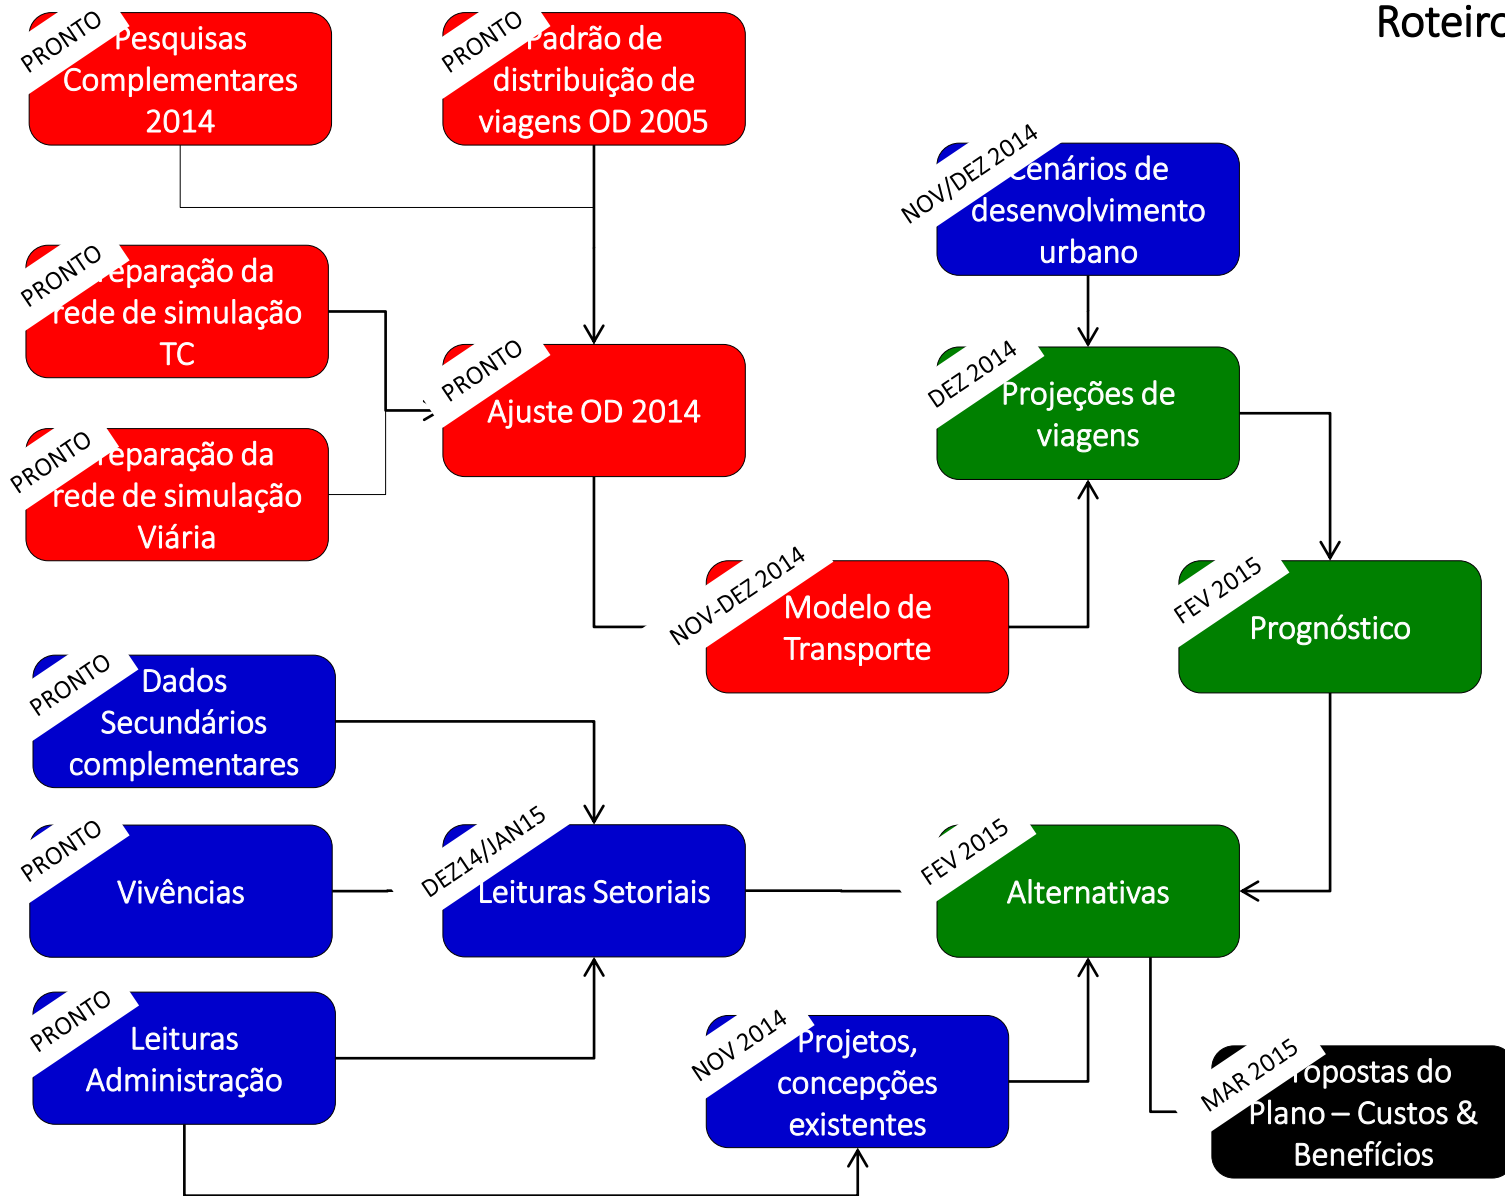 Roteiro
PRONTO
Pesquisas
Complementares
2014
PRONTO
Padrão de
distribuição de
viagens OD 2005
NOV/DEZ 2014
Cenários de
desenvolvimento
urbano
PRONTO
reparação da
rede de simulação
TC
PRONTO
Ajuste OD 2014
DEZ 2014
Projeções de
viagens
PRONTO
reparação da
rede de simulação
Viária
NOV-DEZ 2014
Modelo de
Transporte
FEV 2015
Prognóstico
PRONTO
Dados
Secundários
complementares
PRONTO
Vivências
DEZ14/JAN15
Leituras Setoriais
FEV 2015
Alternativas
PRONTO
Leituras
Administração
NOV 2014
Projetos,
concepções
existentes
MAR 2015
ropostas do
Plano – Custos &
Benefícios